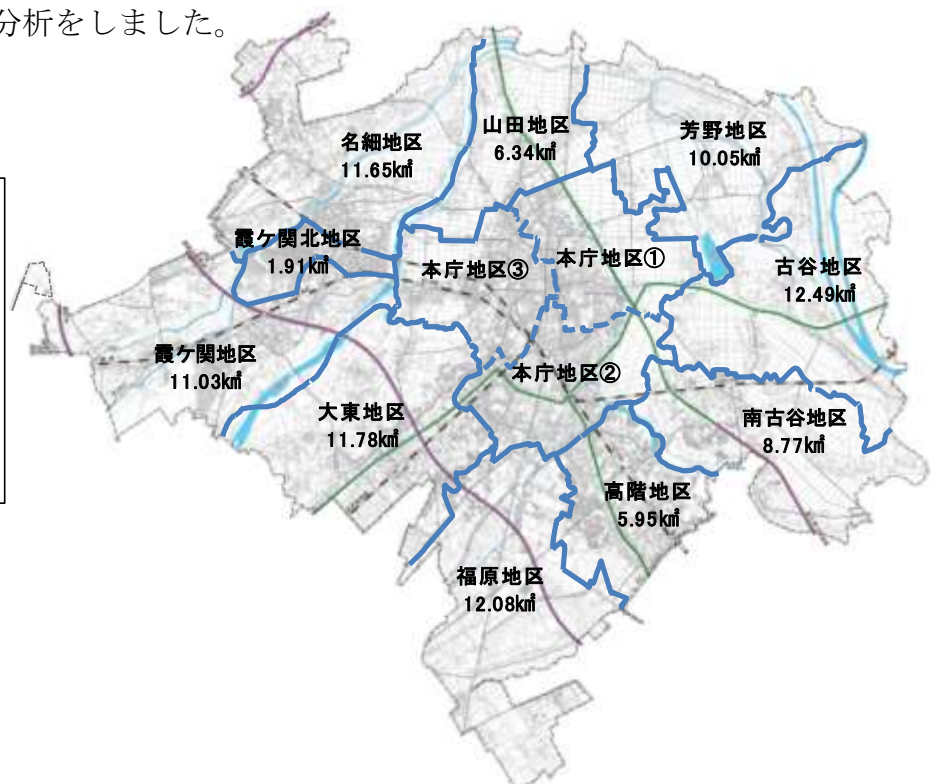 分析をしました。
山田地区
6.34㎢
芳野地区
10.05㎢
名細地区
11.65㎢
霞ケ関北地区
1.91㎢
本庁地区③
本庁地区①
古谷地区
12.49㎢
霞ケ関地区
11.03㎢
本庁地区②
大東地区
11.78㎢
南古谷地区
8.77㎢
高階地区
5.95㎢
福原地区
12.08㎢